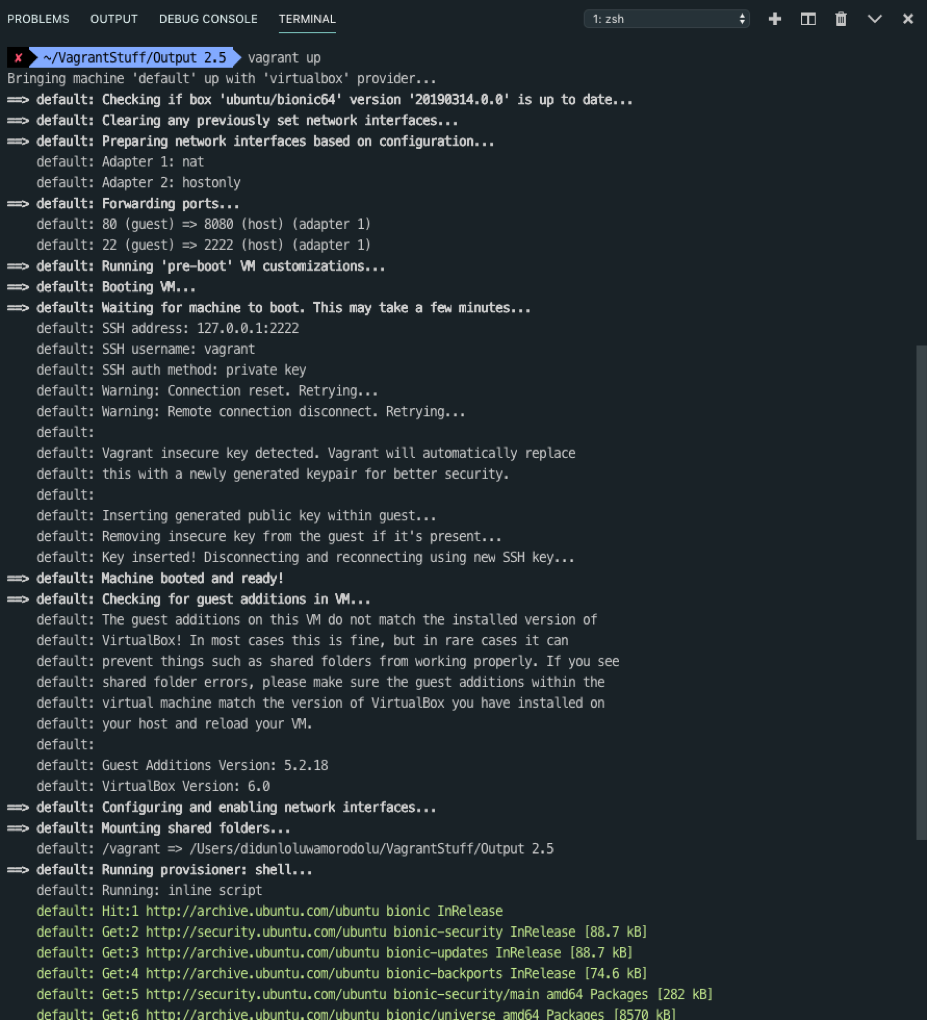 PROBLEMS OUTPUT DEBUG CONSOLE TERMINAL 1: zsh
✘ ~/VagrantStuff/Output 2.5 vagrant up
Bringing machine 'default' up with 'virtualbox' provider...
==> default: Checking if box 'ubuntu/bionic64' version '20190314.0.0' is up to date...
==> default: Clearing any previously set network interfaces...
==> default: Preparing network interfaces based on configuration...
default: Adapter 1: nat
default: Adapter 2: hostonly
==> default: Forwarding ports...
default: 80 (guest) => 8080 (host) (adapter 1)
default: 22 (guest) => 2222 (host) (adapter 1)
==> default: Running 'pre-boot' VM customizations...
==> default: Booting VM...
==> default: Waiting for machine to boot. This may take a few minutes...
default: SSH address: 127.0.0.1:2222
default: SSH username: vagrant
default: SSH auth method: private key
default: Warning: Connection reset. Retrying...
default: Warning: Remote connection disconnect. Retrying...
default:
default: Vagrant insecure key detected. Vagrant will automatically replace
default: this with a newly generated keypair for better security.
default:
default: Inserting generated public key within guest...
default: Removing insecure key from the guest if it's present...
default: Key inserted! Disconnecting and reconnecting using new SSH key...
==> default: Machine booted and ready!
==> default: Checking for guest additions in VM...
default: The guest additions on this VM do not match the installed version of
default: VirtualBox! In most cases this is fine, but in rare cases it can
default: prevent things such as shared folders from working properly. If you see
default: shared folder errors, please make sure the guest additions within the
default: virtual machine match the version of VirtualBox you have installed on
default: your host and reload your VM.
default:
default: Guest Additions Version: 5.2.18
default: VirtualBox Version: 6.0
==> default: Configuring and enabling network interfaces...
==> default: Mounting shared folders...
default: /vagrant => /Users/didunloluwamorodolu/VagrantStuff/Output 2.5
==> default: Running provisioner: shell...
default: Running: inline script
default: Hit:1 http://archive.ubuntu.com/ubuntu bionic InRelease
default: Get:2 http://security.ubuntu.com/ubuntu bionic-security InRelease [88.7 kB]
default: Get:3 http://archive.ubuntu.com/ubuntu bionic-updates InRelease [88.7 kB]
default: Get:4 http://archive.ubuntu.com/ubuntu bionic-backports InRelease [74.6 kB]
default: Get:5 http://security.ubuntu.com/ubuntu bionic-security/main amd64 Packages [282 kB]
default: Get:6 http://archive.ubuntu.com/ubuntu bionic/universe amd64 Packages [8570 kB]